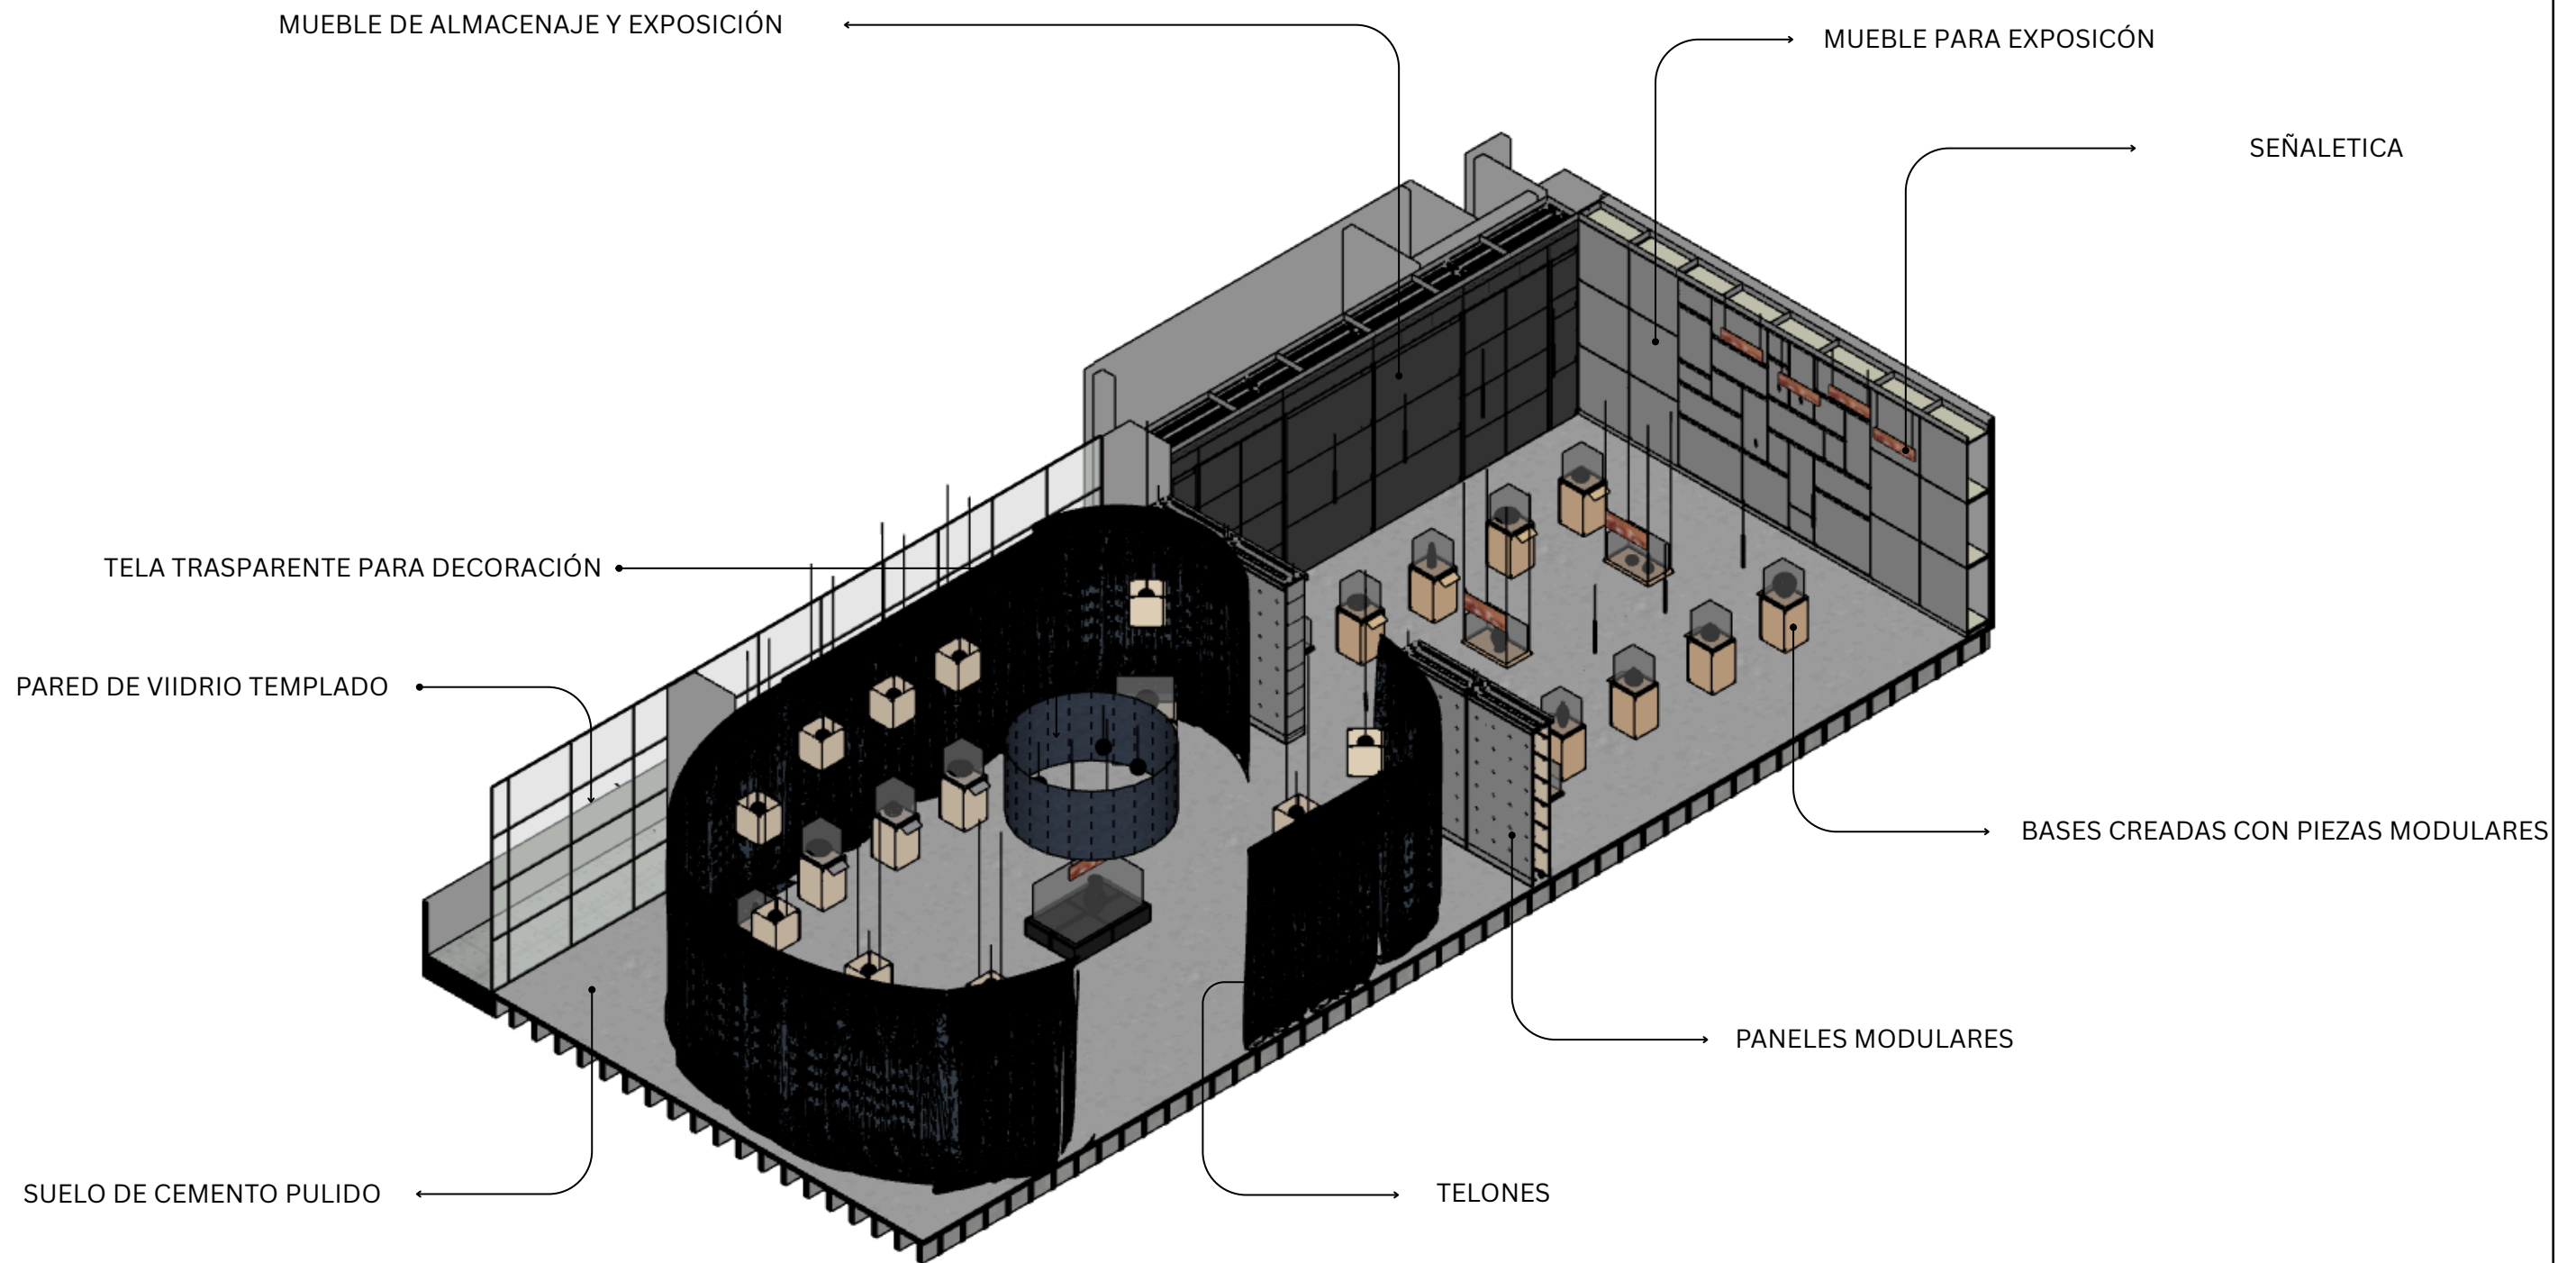 MUEBLE DE ALMACENAJE Y EXPOSICIÓN
MUEBLE PARA EXPOSICÓN
SEÑALETICA
TELA TRASPARENTE PARA DECORACIÓN
PARED DE VIIDRIO TEMPLADO
BASES CREADAS CON PIEZAS MODULARES
PANELES MODULARES
SUELO DE CEMENTO PULIDO
TELONES